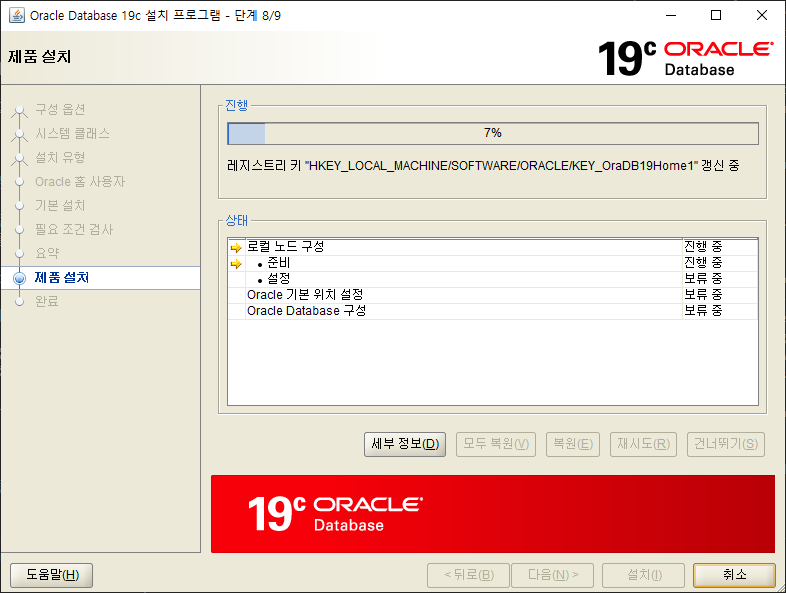 Oracle Database 19c 설치 프로그램 - 단계 8/9
제품 설치
19c ORACLE
Database
구성 옵션
시스템 클래스
설치 유형
Oracle 홈 사용자
기본 설치
필요 조건 검사
요약
제품 설치
완료
진행
7%
레지스트리 키 "HKEY_LOCAL_MACHINE/SOFTWARE/ORACLE/KEY_OraDB19Home1" 갱신 중
상태
로컬 노드 구성 진행 중
• 준비 진행 중
• 설정 보류 중
Oracle 기본 위치 설정 보류 중
Oracle Database 구성 보류 중
세부 정보(D) 모두 복원(V) 복원(E) 재시도(R) 건너뛰기(S)
19c ORACLE
Database
도움말(H) < 뒤로(B) 다음(N) > 설치(I) 취소